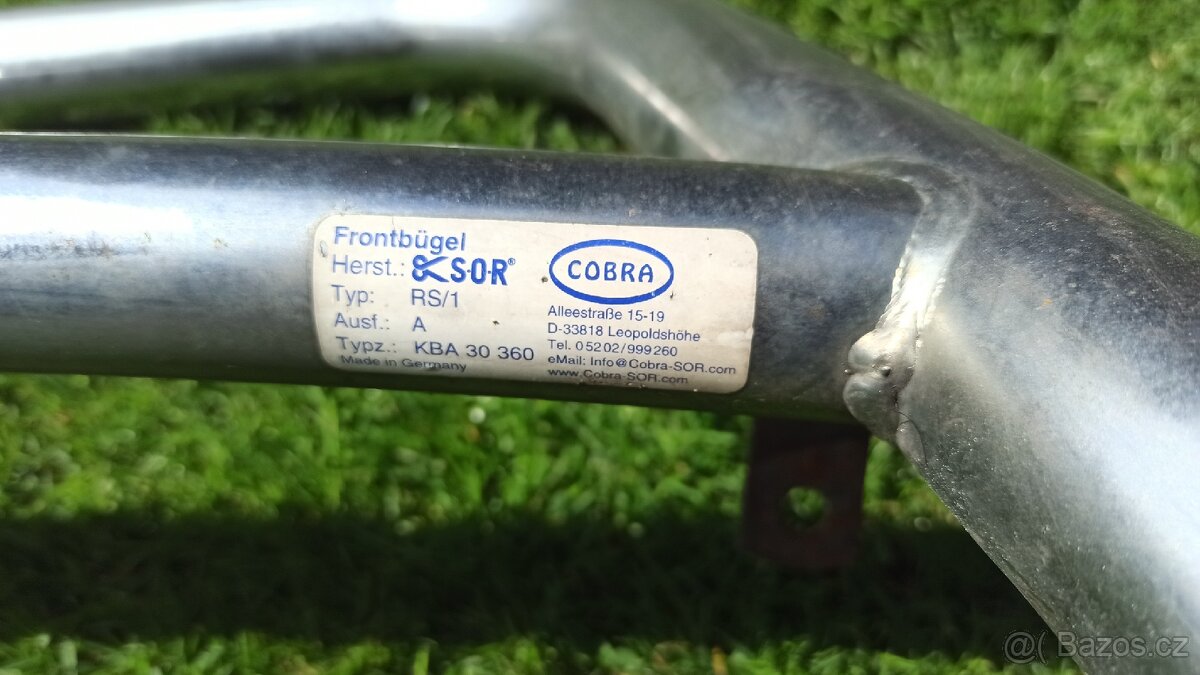 Frontbügel
Herst.: S.O.R®
Typ: RS/1
Ausf.: A
Typz.: KBA 30 360
Made in Germany
COBRA
Alleestraße 15-19
D-33818 Leopoldshöhe
Tel. 05202/999260
eMail: Info@Cobra-SOR.com
www.Cobra-SOR.com
@ Bazos.cz